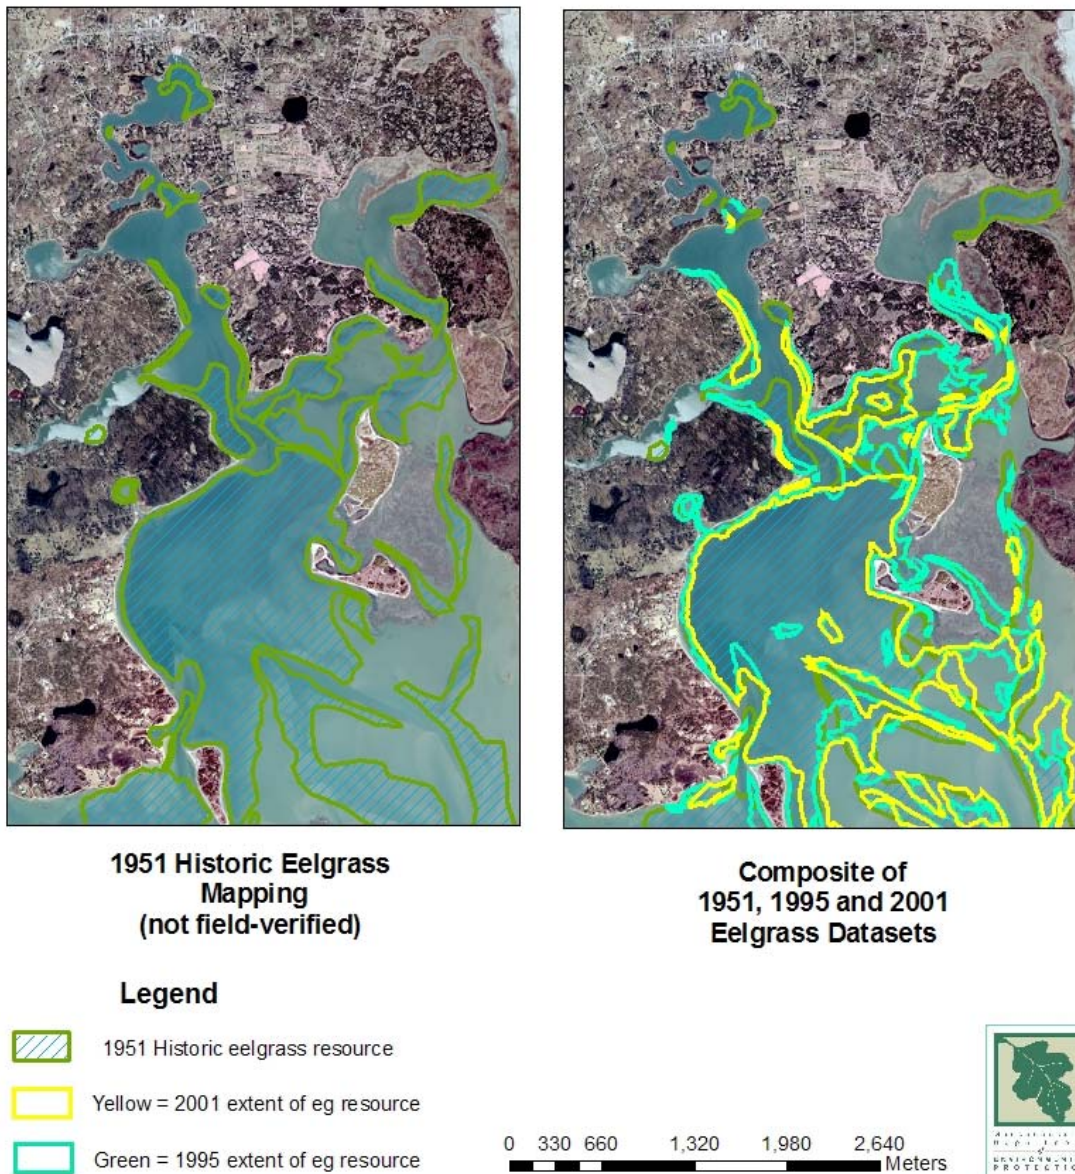 1951 Historic Eelgrass
Mapping
(not field-verified)
Composite of
1951, 1995 and 2001
Eelgrass Datasets
Legend
1951 Historic eelgrass resource
Yellow = 2001 extent of eg resource
Green = 1995 extent of eg resource
0 330 660 1,320 1,980 2,640
Meters